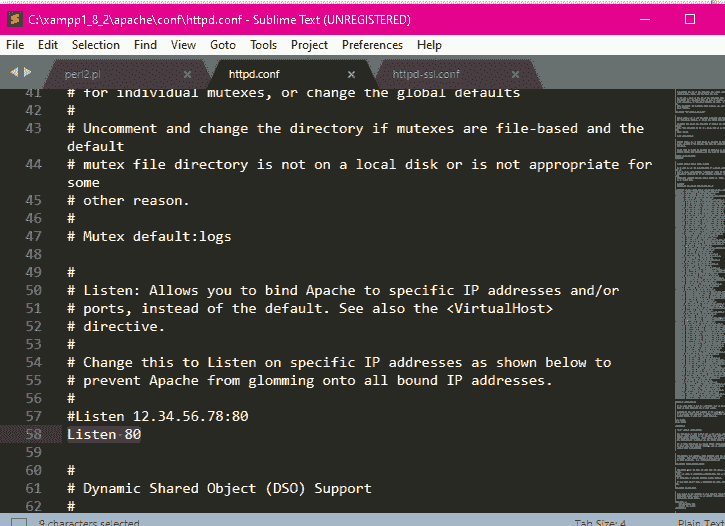 C:\xampp1_8_2\apache\conf\httpd.conf - Sublime Text (UNREGISTERED)
File Edit Selection Find View Goto Tools Project Preferences Help
perl2.pl httpd.conf httpd-ssl.conf
41 # for individual mutexes, or change the global defaults
42 #
43 # Uncomment and change the directory if mutexes are file-based and the
default
44 # mutex file directory is not on a local disk or is not appropriate for
some
45 # other reason.
46 #
47 # Mutex default:logs
48
49 #
50 # Listen: Allows you to bind Apache to specific IP addresses and/or
51 # ports, instead of the default. See also the <VirtualHost>
52 # directive.
53 #
54 # Change this to Listen on specific IP addresses as shown below to
55 # prevent Apache from glomming onto all bound IP addresses.
56 #
57 #Listen 12.34.56.78:80
58 Listen 80
59
60 #
61 # Dynamic Shared Object (DSO) Support
62 #
9 characters selected Tab Size: 4 Plain Text